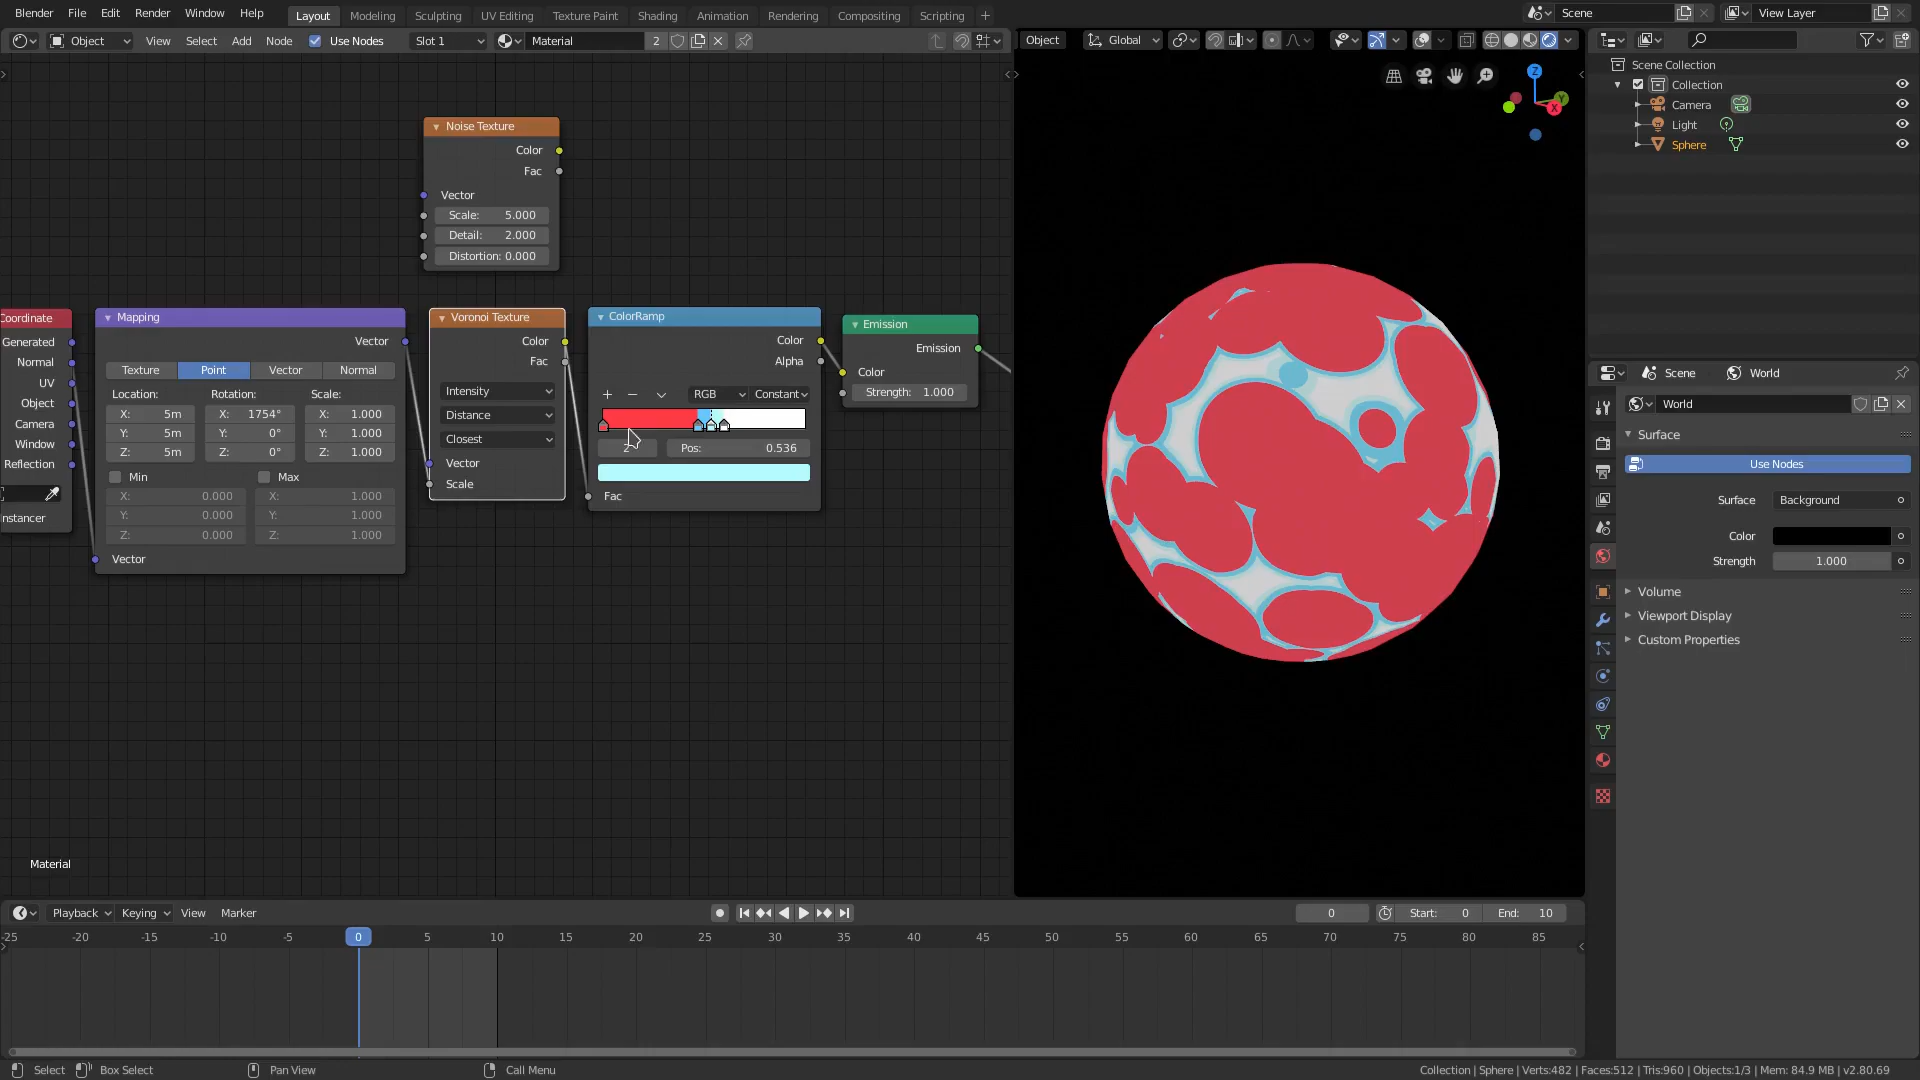 Blender File Edit Render Window Help Layout Modeling Sculpting UV Editing Texture Paint Shading Animation Rendering Compositing Scripting + Scene View Layer
Object View Select Add Node Use Nodes Slot 1 Material 2 Object Global
Scene Collection
Collection
Camera
Light
Sphere
Noise Texture
Color
Fac
Vector
Scale: 5.000
Detail: 2.000
Distortion: 0.000
Coordinate
Generated
Normal
UV
Object
Camera
Window
Reflection
nstancer
Mapping
Vector
Texture Point Vector Normal
Location: Rotation: Scale:
X: 5m X: 1754° X: 1.000
Y: 5m Y: 0° Y: 1.000
Z: 5m Z: 0° Z: 1.000
Min Max
X: 0.000 X: 1.000
Y: 0.000 Y: 1.000
Z: 0.000 Z: 1.000
Vector
Voronoi Texture
Color
Fac
Intensity
Distance
Closest
Vector
Scale
ColorRamp
Color
Alpha
+ − RGB Constant
2 Pos: 0.536
Fac
Emission
Emission
Color
Strength: 1.000
Z
Y
X
Scene World
World
Surface
Use Nodes
Surface Background
Color
Strength 1.000
Volume
Viewport Display
Custom Properties
Material
Playback Keying View Marker 0 Start: 0 End: 10
-25 -20 -15 -10 -5 0 5 10 15 20 25 30 35 40 45 50 55 60 65 70 75 80 85
Select Box Select Pan View Call Menu Collection | Sphere | Verts:482 | Faces:512 | Tris:960 | Objects:1/3 | Mem: 84.9 MB | v2.80.69